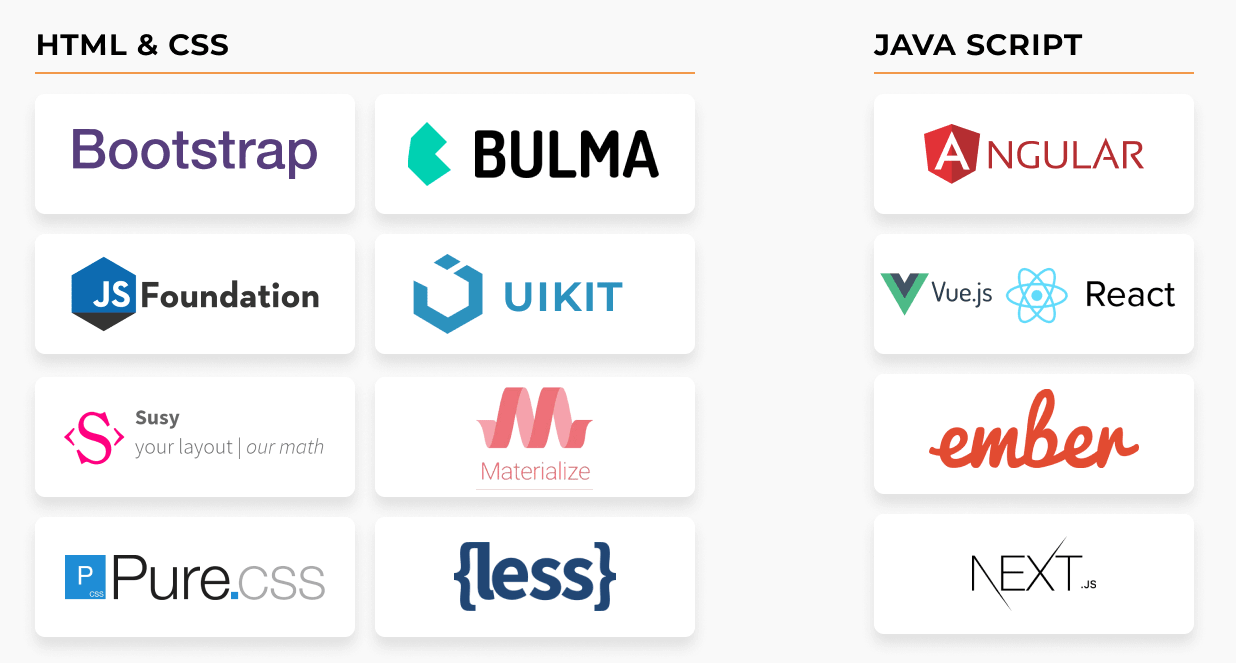 HTML & CSS
Bootstrap
BULMA
JS Foundation
UIKIT
Susy
your layout | our math
Materialize
P
css
Pure.css
{less}
JAVA SCRIPT
ANGULAR
Vue.js
React
ember
NEXT.JS